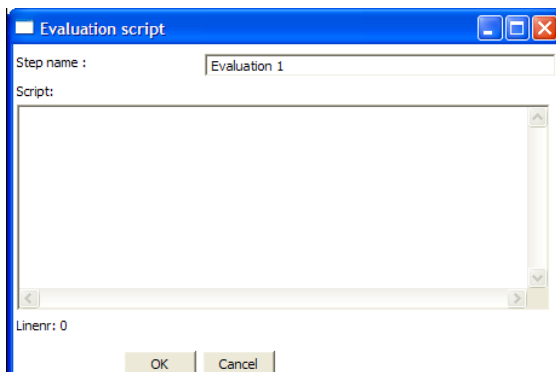 Evaluation script
Step name : Evaluation 1
Script:
Linenr: 0
OK Cancel